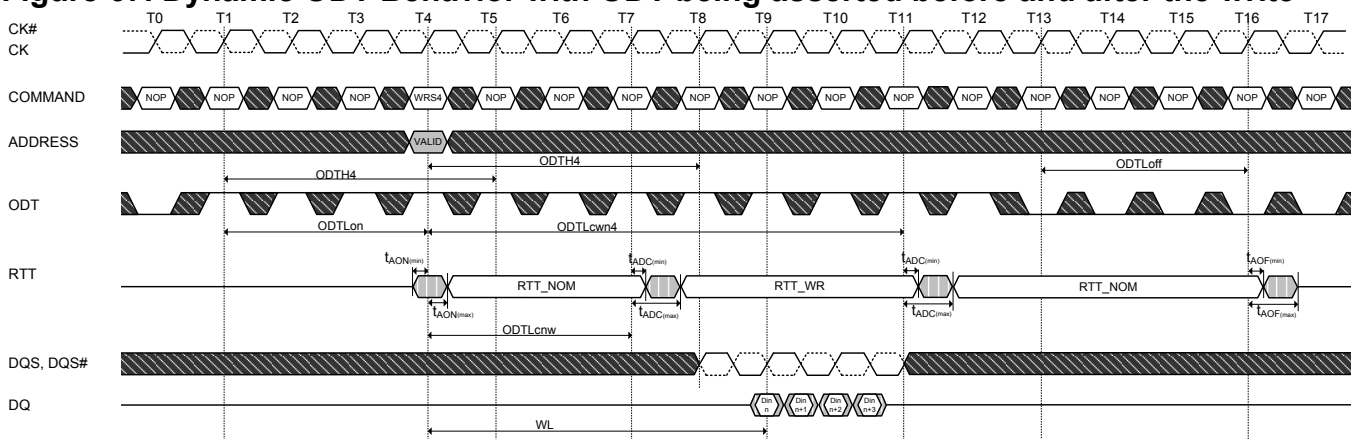 Figure 67. Dynamic ODT Behavior with ODT being asserted before and after the write
T0 T1 T2 T3 T4 T5 T6 T7 T8 T9 T10 T11 T12 T13 T14 T15 T16 T17
CK#
CK
COMMAND NOP NOP NOP NOP WRS4 NOP NOP NOP NOP NOP NOP NOP NOP NOP NOP NOP NOP NOP
ADDRESS VALID
ODTH4 ODTLoff
ODTH4
ODT
ODTLon ODTLcwn4
tAON(min) tADC(min) tADC(min) tAOF(min)
RTT RTT_NOM RTT_WR RTT_NOM
tAON(max) tADC(max) tADC(max) tAOF(max)
ODTLcnw
DQS, DQS#
DQ Din n Din n+1 Din n+2 Din n+3
WL